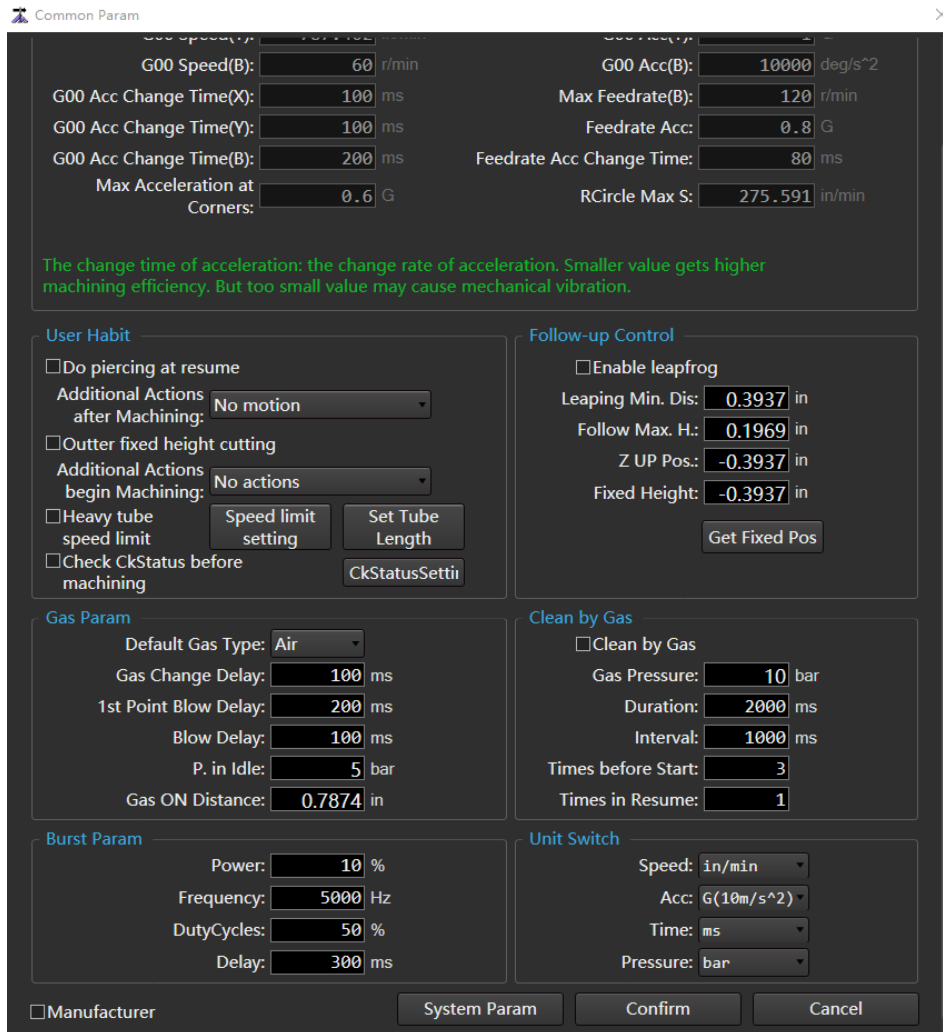 Common Param
G00 Speed(B): 60 r/min G00 Acc(B): 10000 deg/s^2
G00 Acc Change Time(X): 100 ms Max Feedrate(B): 120 r/min
G00 Acc Change Time(Y): 100 ms Feedrate Acc: 0.8 G
G00 Acc Change Time(B): 200 ms Feedrate Acc Change Time: 80 ms
Max Acceleration at
Corners: 0.6 G RCircle Max S: 275.591 in/min
The change time of acceleration: the change rate of acceleration. Smaller value gets higher
machining efficiency. But too small value may cause mechanical vibration.
User Habit
Do piercing at resume
Additional Actions
after Machining: No motion
Outter fixed height cutting
Additional Actions
begin Machining: No actions
Heavy tube
speed limit
Speed limit
setting
Set Tube
Length
Check CkStatus before
machining
CkStatusSettin
Follow-up Control
Enable leapfrog
Leaping Min. Dis: 0.3937 in
Follow Max. H.: 0.1969 in
Z UP Pos.: -0.3937 in
Fixed Height: -0.3937 in
Get Fixed Pos
Gas Param
Default Gas Type: Air
Gas Change Delay: 100 ms
1st Point Blow Delay: 200 ms
Blow Delay: 100 ms
P. in Idle: 5 bar
Gas ON Distance: 0.7874 in
Clean by Gas
Clean by Gas
Gas Pressure: 10 bar
Duration: 2000 ms
Interval: 1000 ms
Times before Start: 3
Times in Resume: 1
Burst Param
Power: 10 %
Frequency: 5000 Hz
DutyCycles: 50 %
Delay: 300 ms
Unit Switch
Speed: in/min
Acc: G(10m/s^2)
Time: ms
Pressure: bar
Manufacturer
System Param
Confirm
Cancel